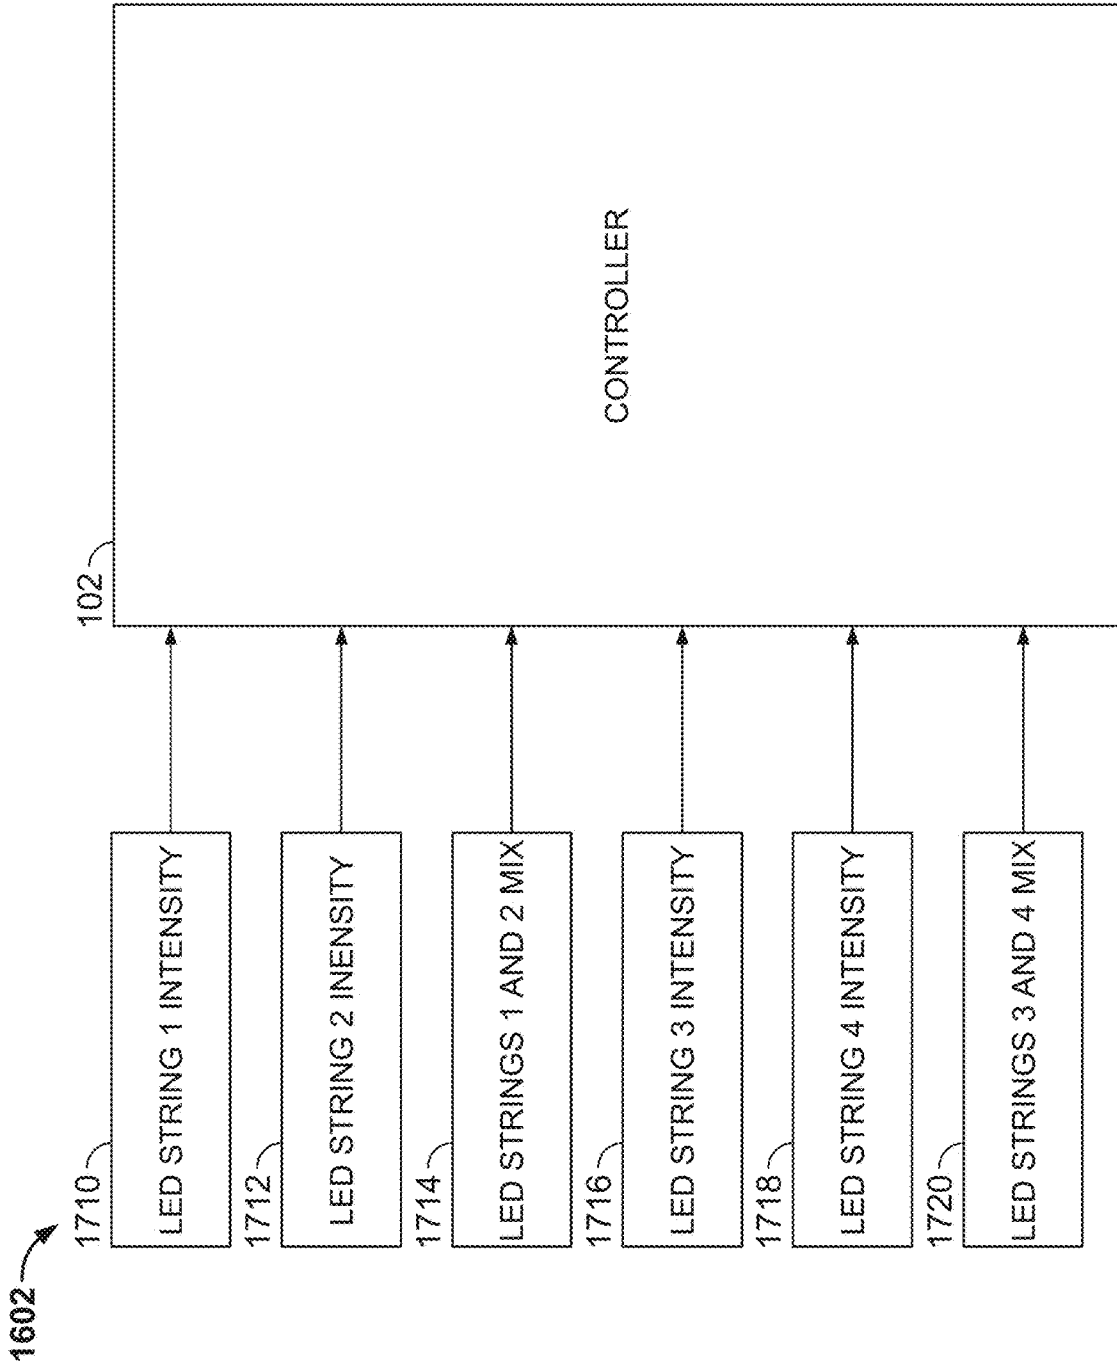 1602
1710
LED STRING 1 INTENSITY
1712
LED STRING 2 INENSITY
1714
LED STRINGS 1 AND 2 MIX
1716
LED STRING 3 INTENSITY
1718
LED STRING 4 INTENSITY
1720
LED STRINGS 3 AND 4 MIX
102
CONTROLLER